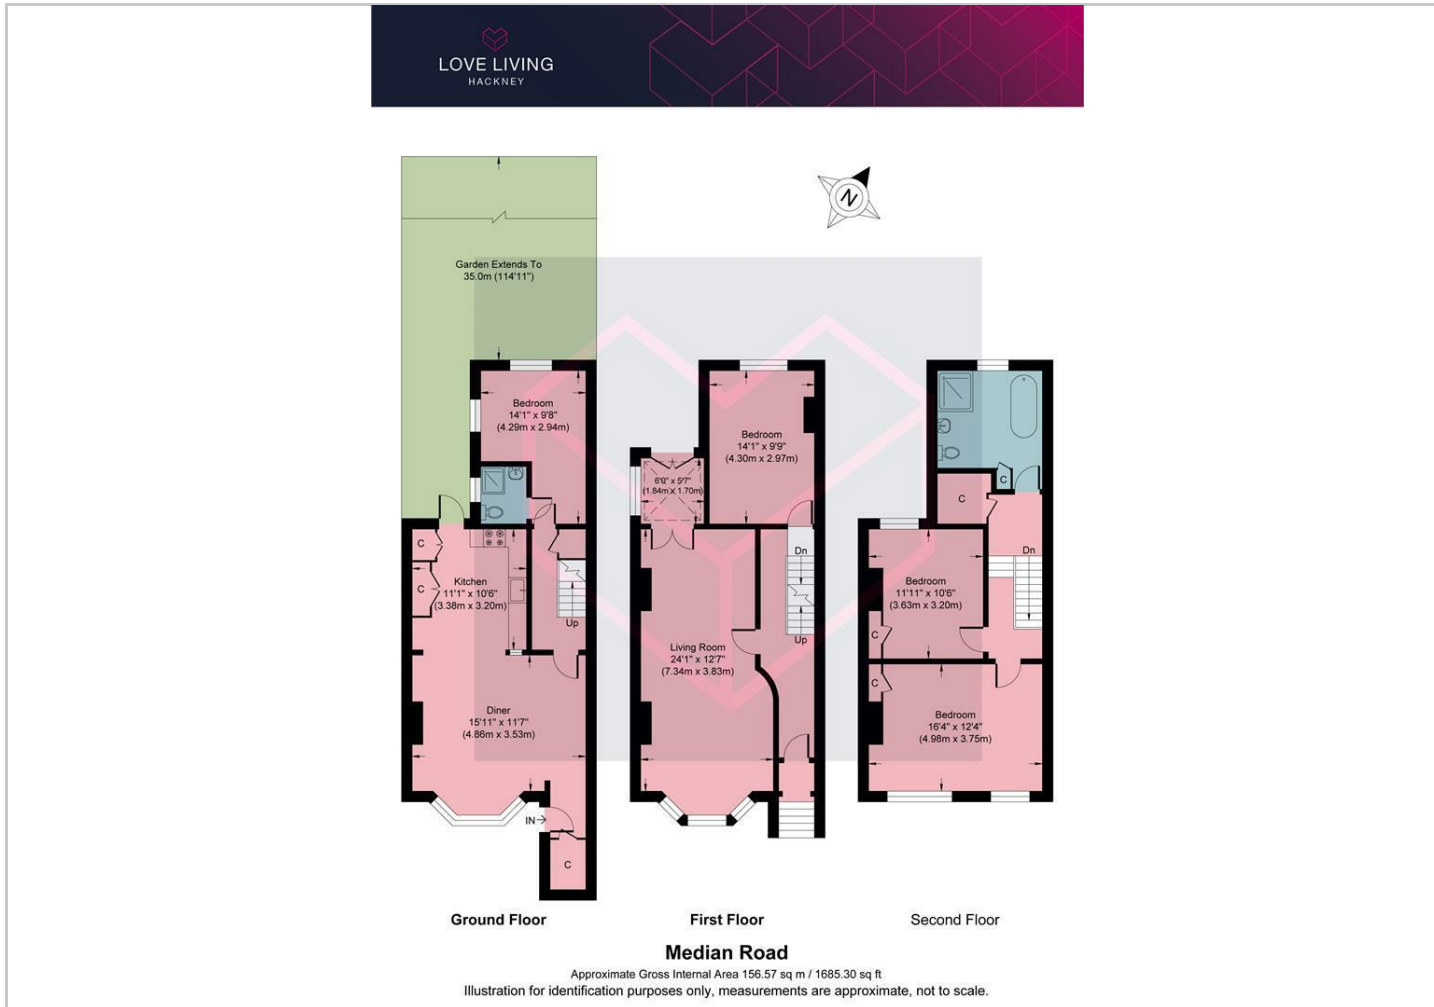 LOVE LIVING
HACKNEY
N
Garden Extends To
35.0m (114'11")
Bedroom
14'1" x 9'8"
(4.29m x 2.94m)
C
C
Kitchen
11'1" x 10'6"
(3.38m x 3.20m)
Up
Diner
15'11" x 11'7"
(4.86m x 3.53m)
IN
C
Ground Floor
Bedroom
14'1" x 9'9"
(4.30m x 2.97m)
6'0" x 5'7"
(1.84m x 1.70m)
Dn
Up
Living Room
24'1" x 12'7"
(7.34m x 3.83m)
First Floor
C
C
Dn
Bedroom
11'11" x 10'6"
(3.63m x 3.20m)
C
C
Bedroom
16'4" x 12'4"
(4.98m x 3.75m)
Second Floor
Median Road
Approximate Gross Internal Area 156.57 sq m / 1685.30 sq ft
Illustration for identification purposes only, measurements are approximate, not to scale.